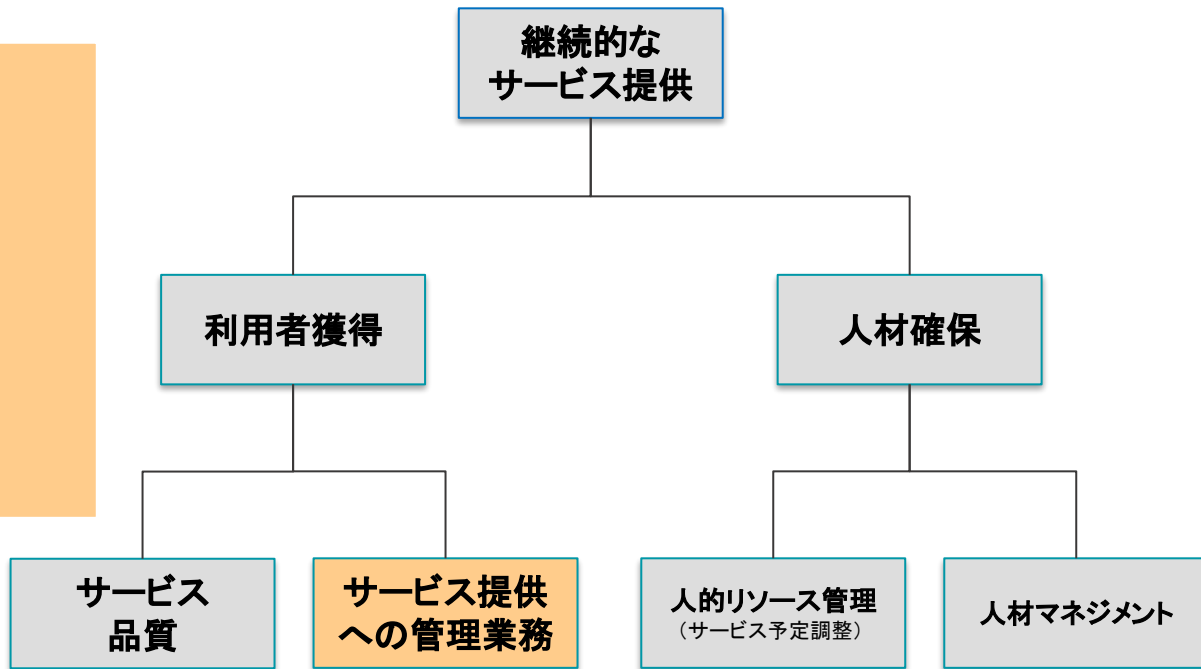 継続的な
サービス提供
利用者獲得
人材確保
サービス
品質
サービス提供
への管理業務
人的リソース管理
（サービス予定調整）
人材マネジメント